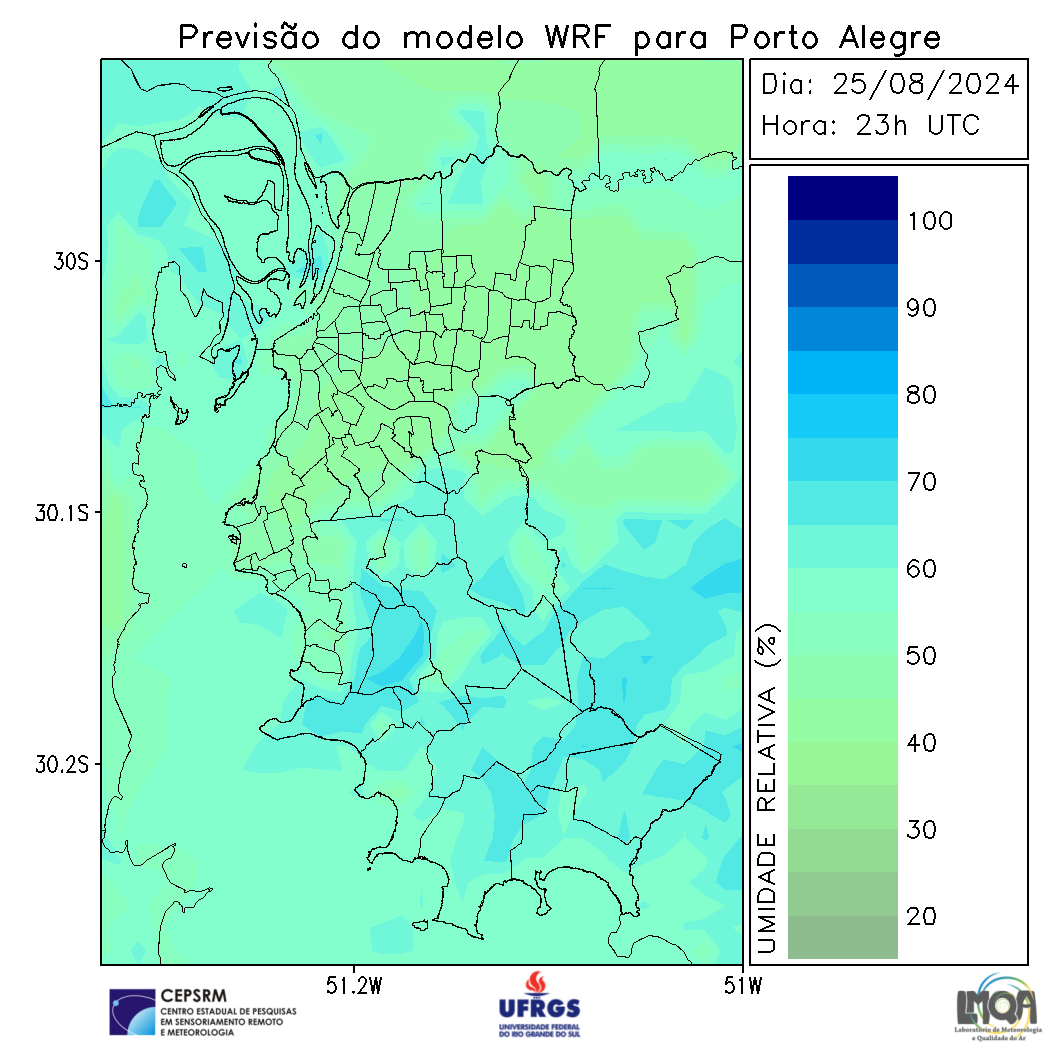 Previsão do modelo WRF para Porto Alegre
Dia: 25/08/2024
Hora: 23h UTC
30S
30.1S
30.2S
51.2W
51W
100
90
80
70
60
50
40
30
20
UMIDADE RELATIVA (%)
CEPSRM
CENTRO ESTADUAL DE PESQUISAS
EM SENSORIAMENTO REMOTO
E METEOROLOGIA
UFRGS
UNIVERSIDADE FEDERAL
DO RIO GRANDE DO SUL
LMQA
Laboratório de Meteorologia
e Qualidade do Ar